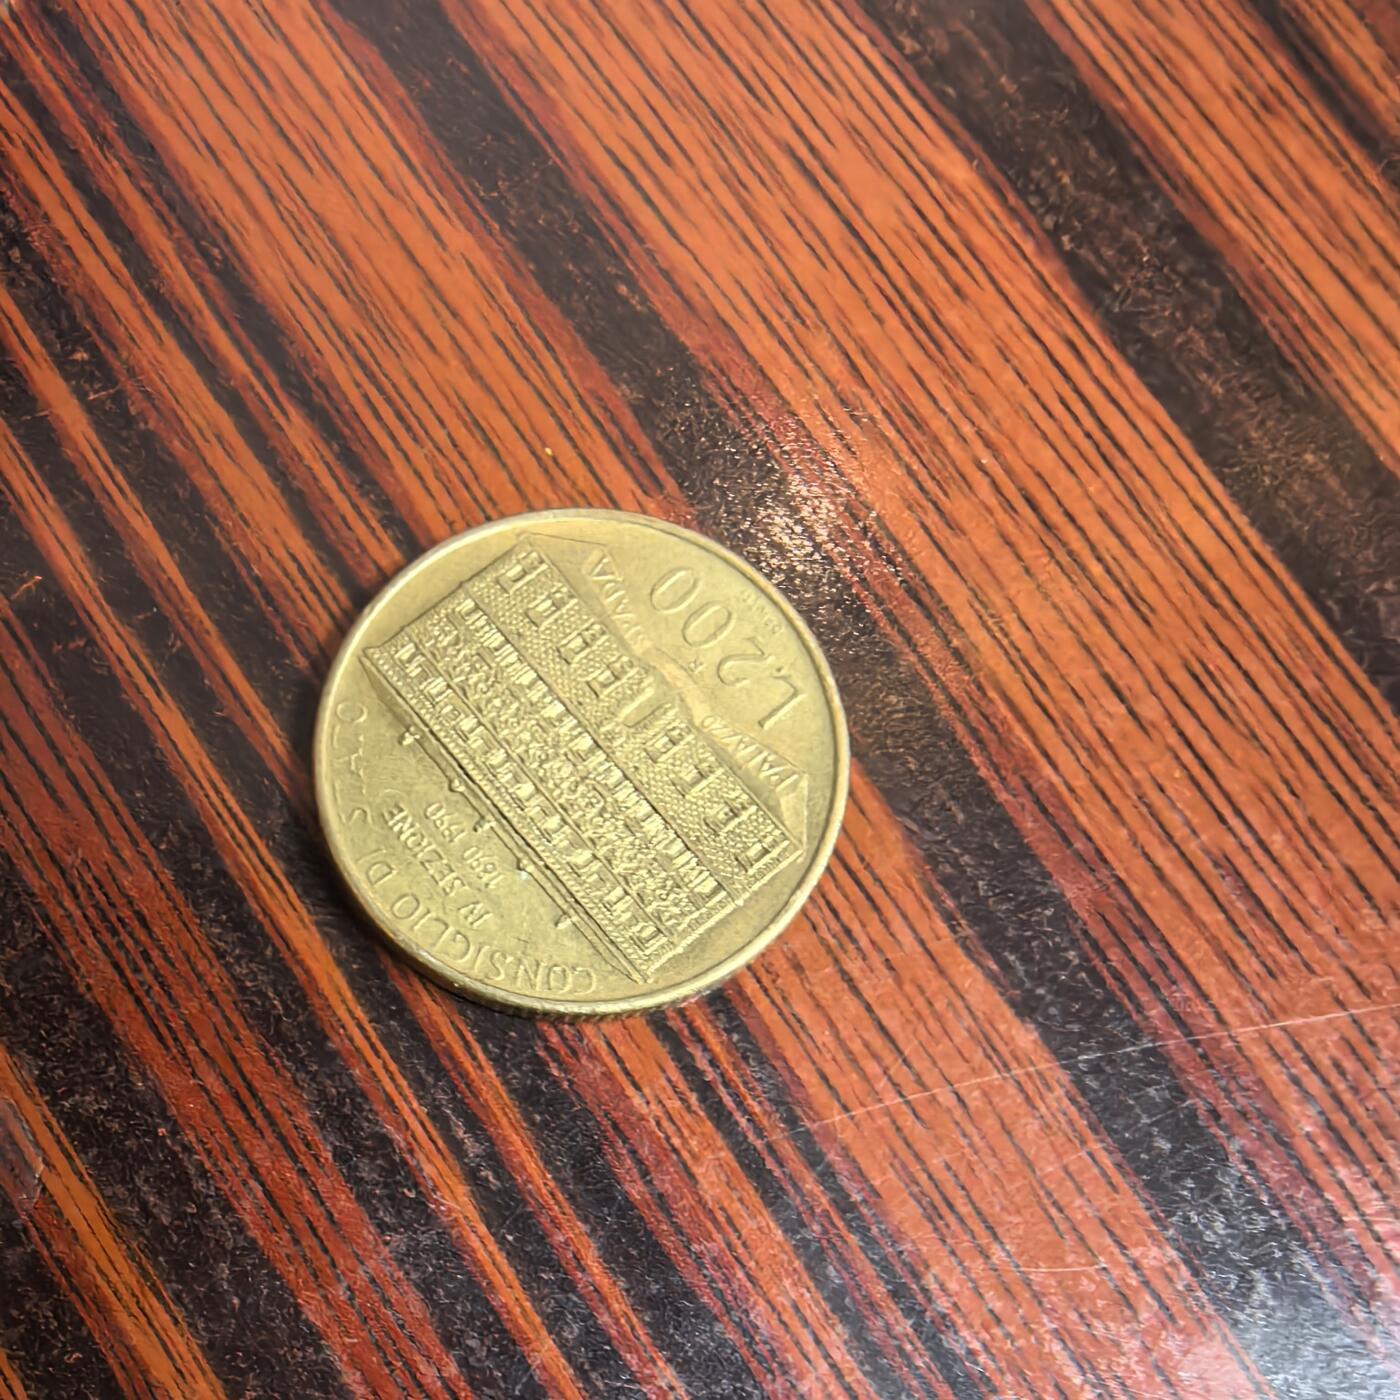 CONSIGLIO DI STATO
IV SEZIONE
1890 1990
PALAZZO SPADA
R
L.200